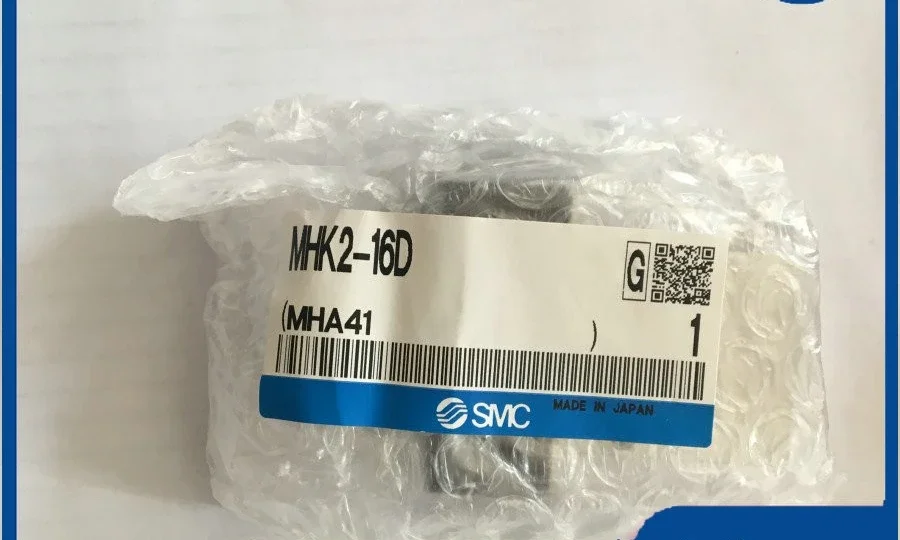 MHK2-16D
G
(MHA41 )
1
SMC
MADE IN JAPAN